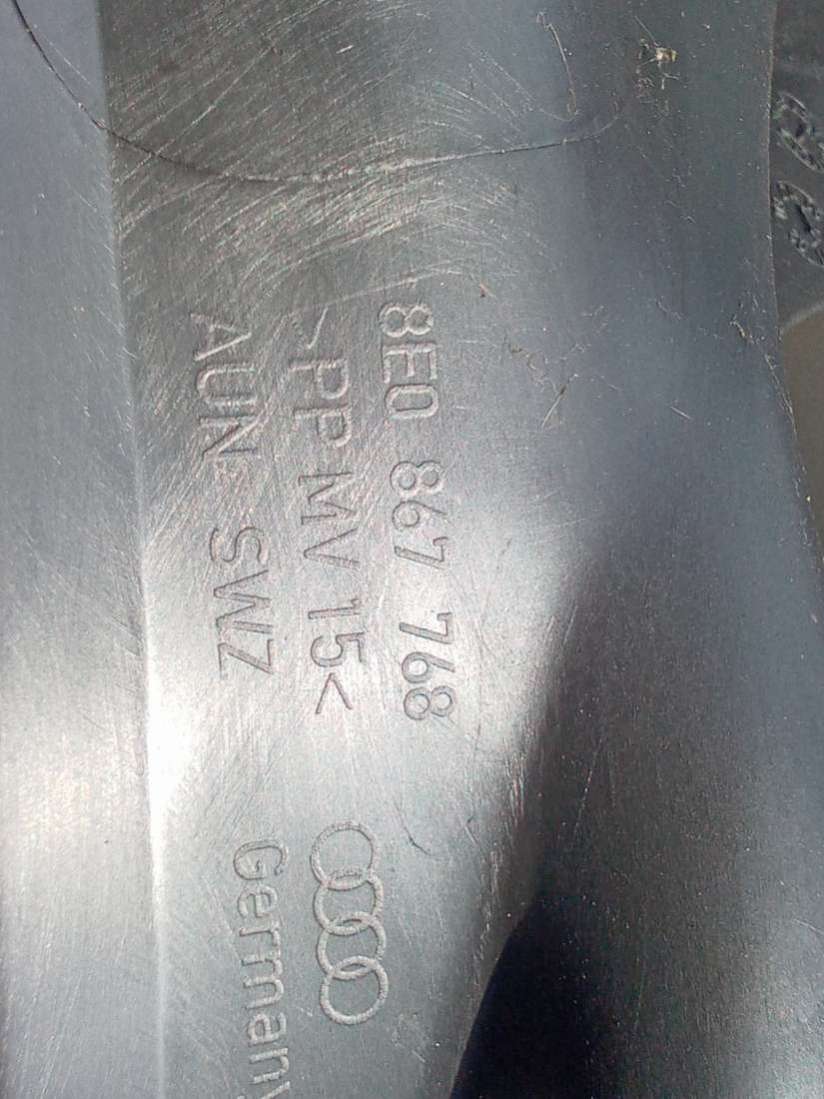 8E0 867 768
>PP MV 15<
AUN SWZ
Germany